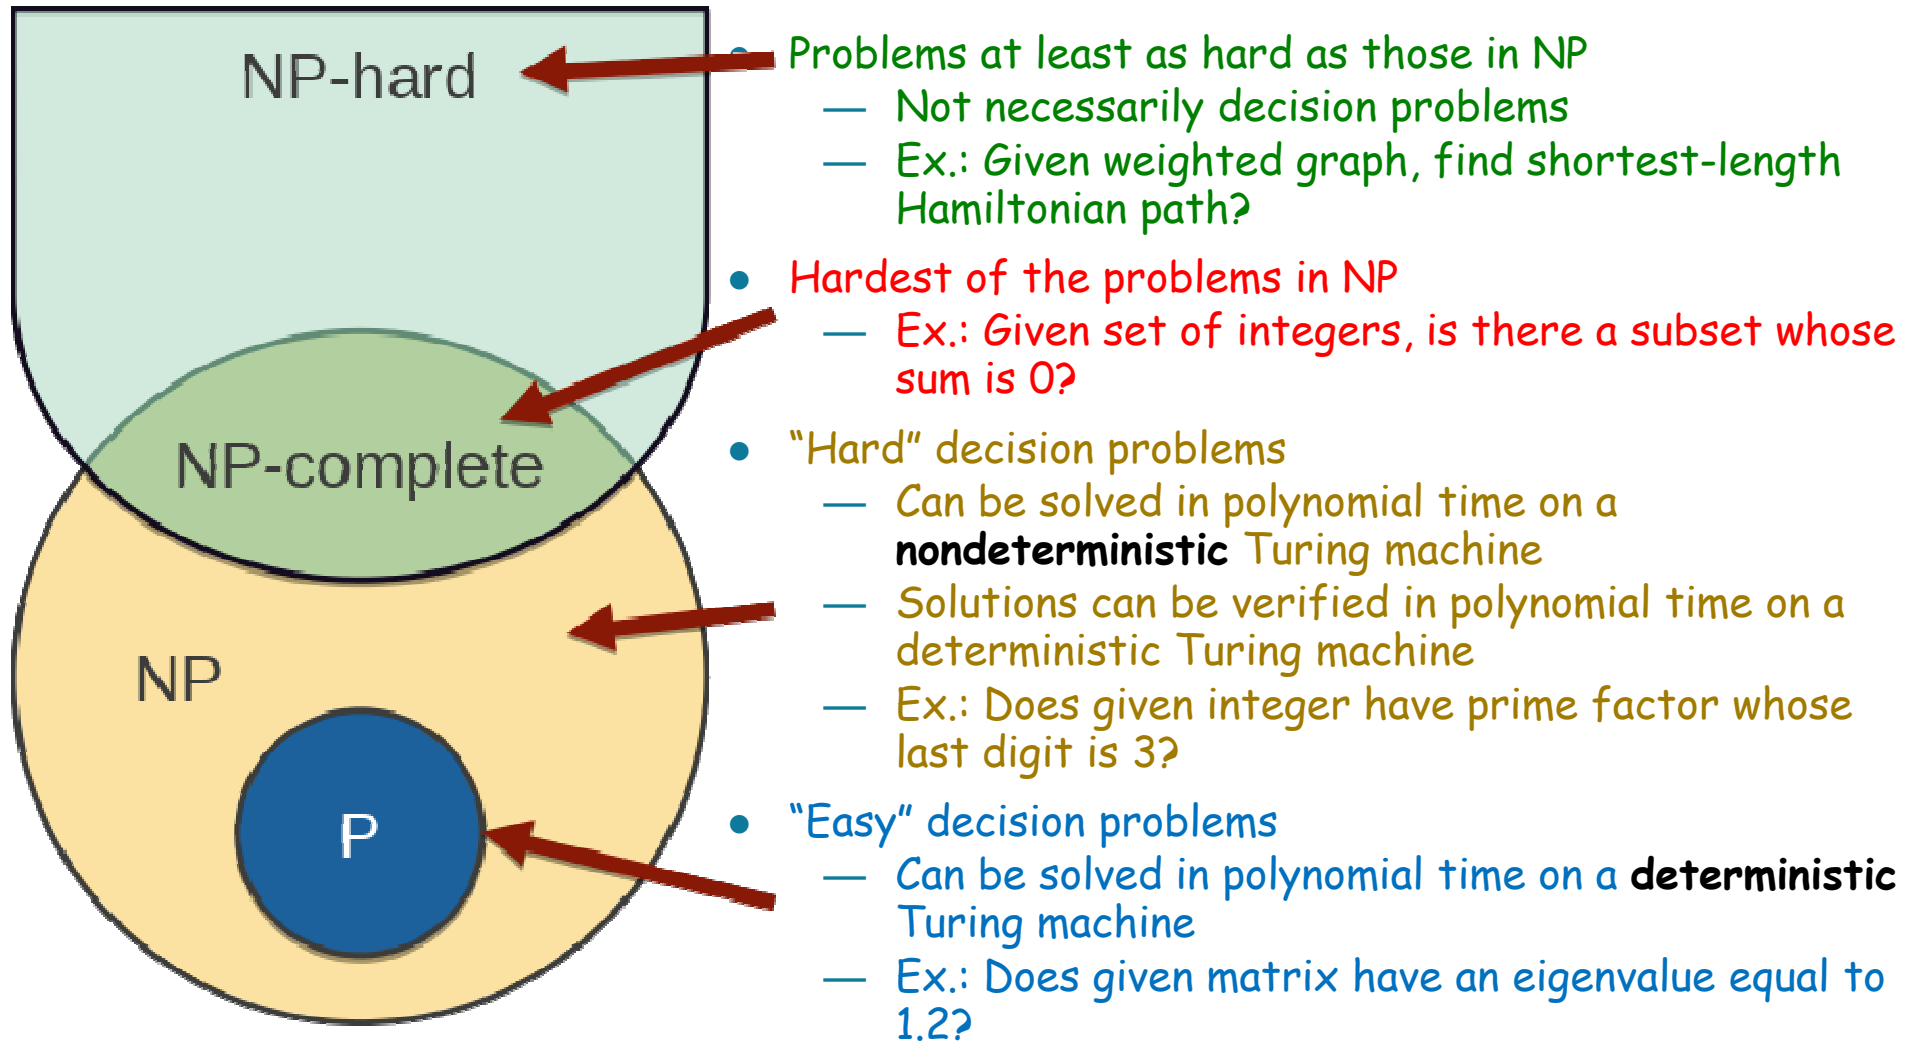 NP-hard
NP-complete
NP
P
• Problems at least as hard as those in NP
— Not necessarily decision problems
— Ex.: Given weighted graph, find shortest-length
Hamiltonian path?
• Hardest of the problems in NP
— Ex.: Given set of integers, is there a subset whose
sum is 0?
• “Hard” decision problems
— Can be solved in polynomial time on a
nondeterministic Turing machine
— Solutions can be verified in polynomial time on a
deterministic Turing machine
— Ex.: Does given integer have prime factor whose
last digit is 3?
• “Easy” decision problems
— Can be solved in polynomial time on a deterministic
Turing machine
— Ex.: Does given matrix have an eigenvalue equal to
1.2?